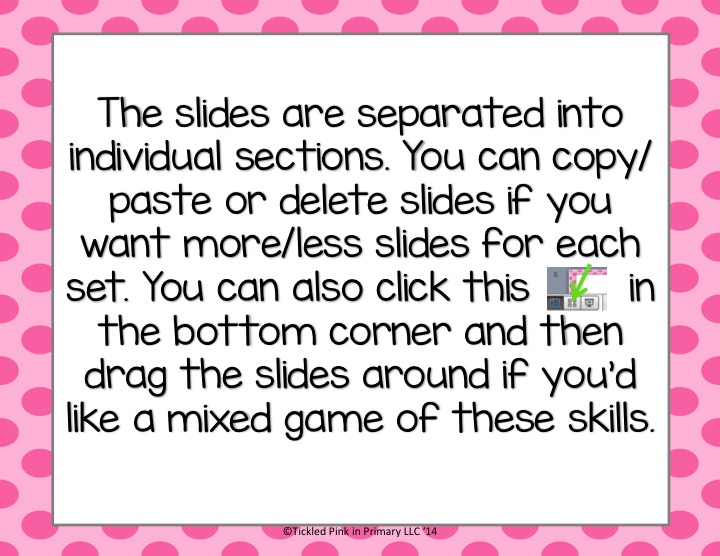 The slides are separated into
individual sections. You can copy/
paste or delete slides if you
want more/less slides for each
set. You can also click this in
the bottom corner and then
drag the slides around if you'd
like a mixed game of these skills.
©Tickled Pink in Primary LLC '14